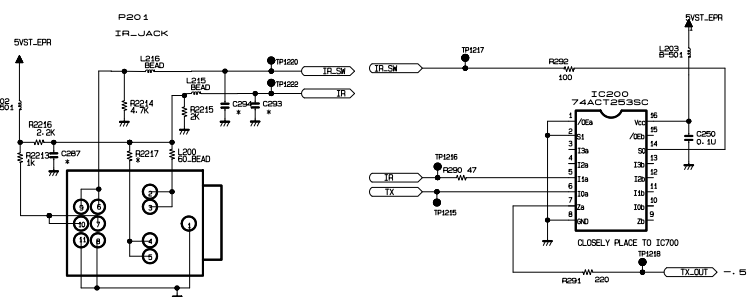 P201
IR_JACK
5VST_EPR
L216
BEAD
TP1220
IR_SW
L215
BEAD
TP1222
IR
02
501
R2214
4.7K
R2215
2K
C294
*
C293
*
R2216
2.2K
R2213
1K
C287
*
R2217
*
L200
60_BEAD
9 6 2
3
10 7 1
11 8 4
5
TP1217
IR_SW
R292
100
5VST_EPR
L203
B-501
IC200
74ACT253SC
1 /OEa Vcc 16
2 S1 /OEb 15
3 I3a S0 14
4 I2a I3b 13
5 I1a I2b 12
6 I0a I1b 11
7 Za I0b 10
8 GND Zb 9
C250
0.1U
TP1216
IR
R290 47
TX
TP1215
CLOSELY PLACE TO IC700
TP1218
R291 220
TX_OUT
-.5